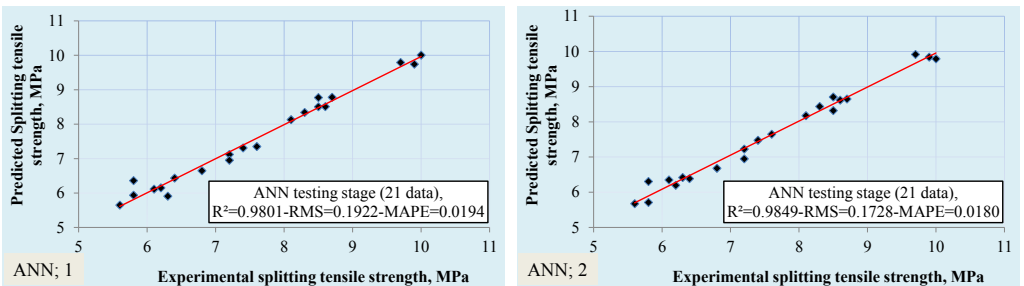 Predicted Splitting tensile
strength, MPa
11
10
9
8
7
6
5
5
6
7
8
9
10
11
ANN testing stage (21 data),
R²=0.9801-RMS=0.1922-MAPE=0.0194
ANN; 1
Experimental splitting tensile strength, MPa
Predicted Splitting tensile
strength, MPa
11
10
9
8
7
6
5
5
6
7
8
9
10
11
ANN testing stage (21 data),
R²=0.9849-RMS=0.1728-MAPE=0.0180
ANN; 2
Experimental splitting tensile strength, MPa